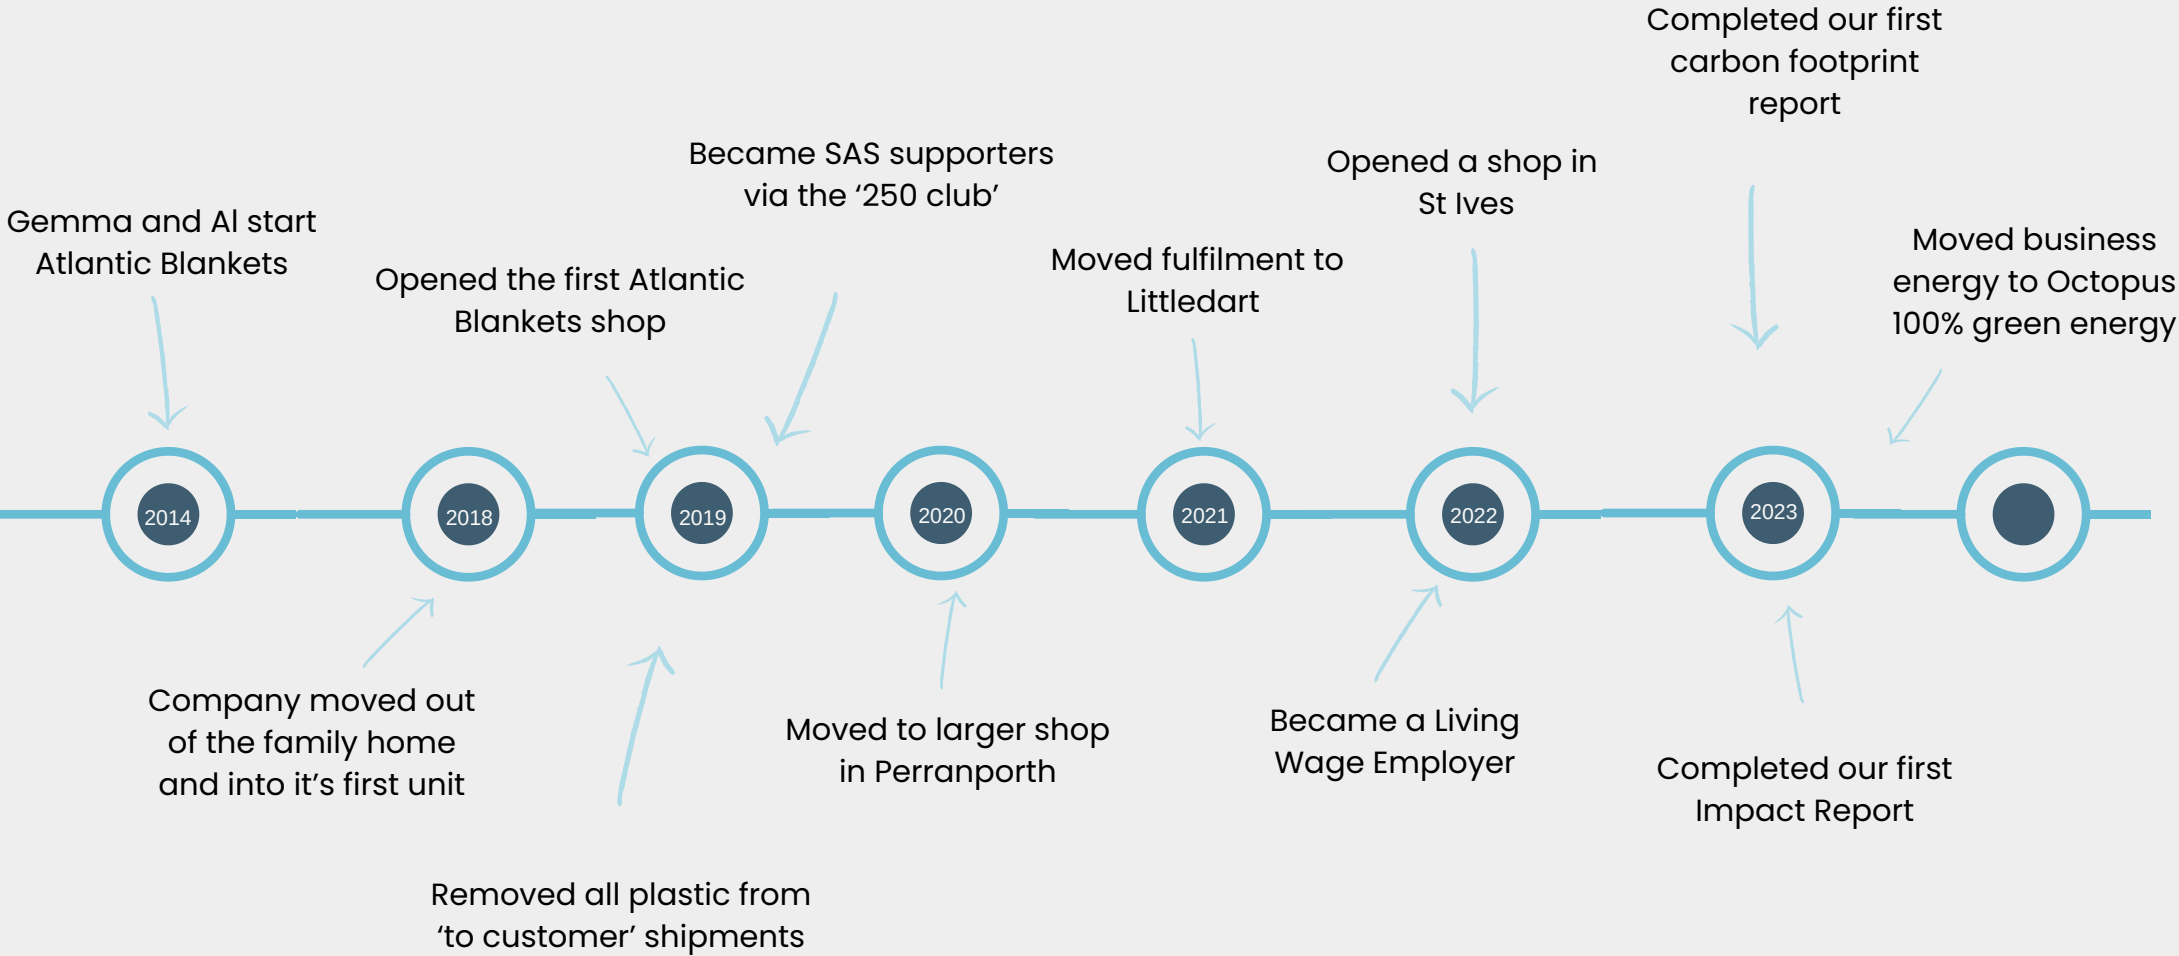 Completed our first
carbon footprint
report
Became SAS supporters
via the ‘250 club’
Opened a shop in
St Ives
Gemma and Al start
Atlantic Blankets
Opened the first Atlantic
Blankets shop
Moved fulfilment to
Littledart
Moved business
energy to Octopus
100% green energy
2014
2018
2019
2020
2021
2022
2023
Company moved out
of the family home
and into it’s first unit
Moved to larger shop
in Perranporth
Became a Living
Wage Employer
Completed our first
Impact Report
Removed all plastic from
‘to customer’ shipments